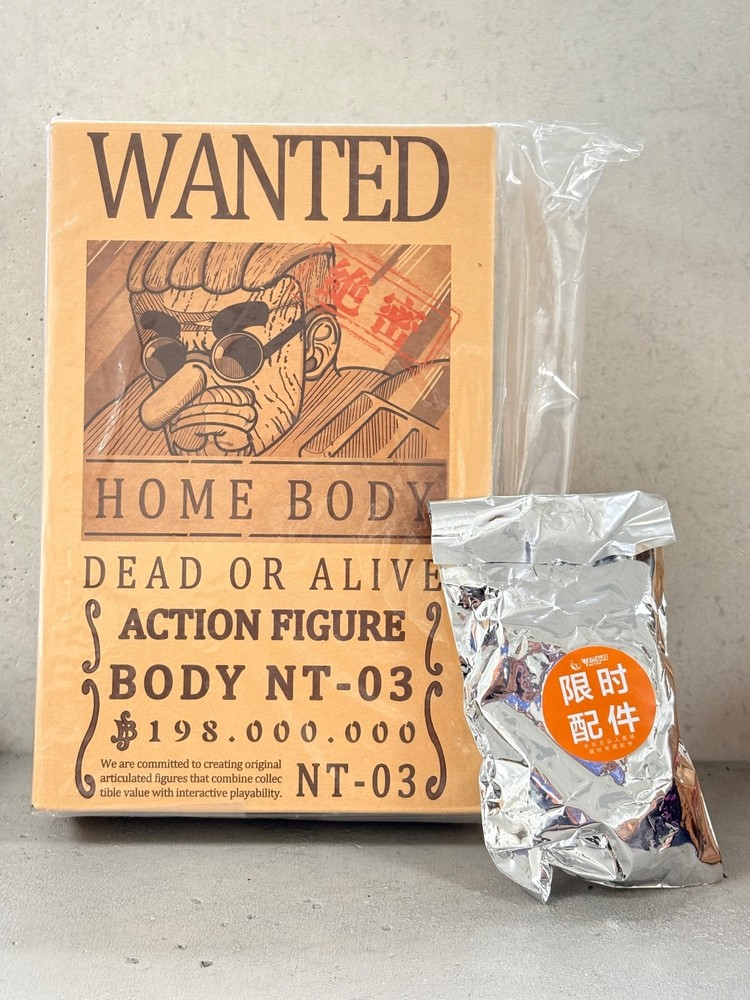 WANTED
绝密
HOME BODY
DEAD OR ALIVE
ACTION FIGURE
BODY NT-03
฿198.000.000
We are committed to creating original
articulated figures that combine collec
tible value with interactive playability.
NT-03
限时
配件